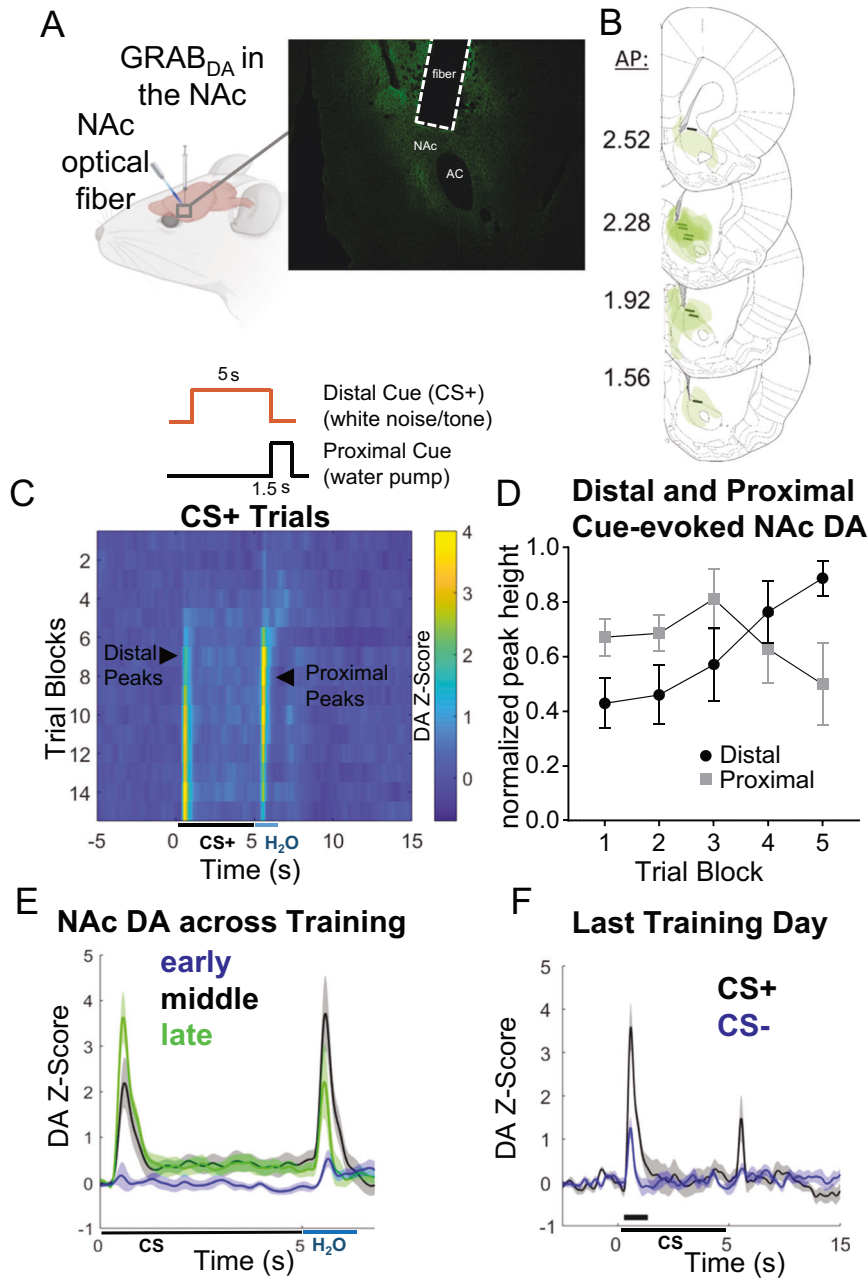 A
GRAB_DA in
the NAc
NAc
optical
fiber
fiber
NAc
AC
B
AP:
2.52
2.28
1.92
1.56
5 s
Distal Cue (CS+)
(white noise/tone)
Proximal Cue
(water pump)
1.5 s
C
CS+ Trials
Trial Blocks
2
4
6
8
10
12
14
Distal
Peaks
Proximal
Peaks
-5
0
5
10
15
CS+
H₂O
Time (s)
4
3
2
1
0
DA Z-Score
D
Distal and Proximal
Cue-evoked NAc DA
normalized peak height
1.0
0.8
0.6
0.4
0.2
0.0
Distal
Proximal
1 2 3 4 5
Trial Block
E
NAc DA across Training
early
middle
late
DA Z-Score
5
4
3
2
1
0
-1
0
5
CS
H₂O
Time (s)
F
Last Training Day
CS+
CS-
DA Z-Score
5
4
3
2
1
0
-1
0
5
15
CS
Time (s)